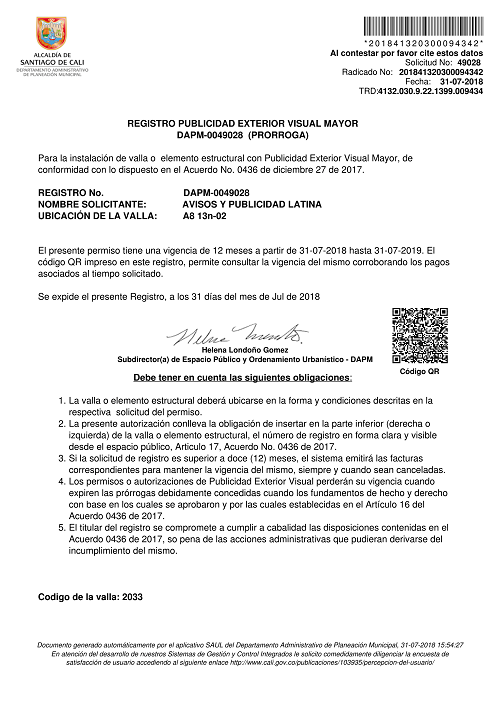 ALCALDÍA DE
SANTIAGO DE CALI
DEPARTAMENTO ADMINISTRATIVO
DE PLANEACIÓN MUNICIPAL
*201841320300094342*
Al contestar por favor cite estos datos
Solicitud No: 49028
Radicado No: 201841320300094342
Fecha: 31-07-2018
TRD:4132.030.9.22.1399.009434
REGISTRO PUBLICIDAD EXTERIOR VISUAL MAYOR
DAPM-0049028 (PRORROGA)
Para la instalación de valla o elemento estructural con Publicidad Exterior Visual Mayor, de
conformidad con lo dispuesto en el Acuerdo No. 0436 de diciembre 27 de 2017.
REGISTRO No. DAPM-0049028
NOMBRE SOLICITANTE: AVISOS Y PUBLICIDAD LATINA
UBICACIÓN DE LA VALLA: A8 13n-02
El presente permiso tiene una vigencia de 12 meses a partir de 31-07-2018 hasta 31-07-2019. El
código QR impreso en este registro, permite consultar la vigencia del mismo corroborando los pagos
asociados al tiempo solicitado.
Se expide el presente Registro, a los 31 días del mes de Jul de 2018
Helena Londoño Gomez
Subdirector(a) de Espacio Público y Ordenamiento Urbanístico - DAPM
Código QR
Debe tener en cuenta las siguientes obligaciones:
1. La valla o elemento estructural deberá ubicarse en la forma y condiciones descritas en la
respectiva solicitud del permiso.
2. La presente autorización conlleva la obligación de insertar en la parte inferior (derecha o
izquierda) de la valla o elemento estructural, el número de registro en forma clara y visible
desde el espacio público, Articulo 17, Acuerdo No. 0436 de 2017.
3. Si la solicitud de registro es superior a doce (12) meses, el sistema emitirá las facturas
correspondientes para mantener la vigencia del mismo, siempre y cuando sean canceladas.
4. Los permisos o autorizaciones de Publicidad Exterior Visual perderán su vigencia cuando
expiren las prórrogas debidamente concedidas cuando los fundamentos de hecho y derecho
con base en los cuales se aprobaron y por las cuales establecidas en el Artículo 16 del
Acuerdo 0436 de 2017.
5. El titular del registro se compromete a cumplir a cabalidad las disposiciones contenidas en el
Acuerdo 0436 de 2017, so pena de las acciones administrativas que pudieran derivarse del
incumplimiento del mismo.
Codigo de la valla: 2033
Documento generado automáticamente por el aplicativo SAUL del Departamento Administrativo de Planeación Municipal, 31-07-2018 15:54:27
En atención del desarrollo de nuestros Sistemas de Gestión y Control Integrados le solicito comedidamente diligenciar la encuesta de
satisfacción de usuario accediendo al siguiente enlace http://www.cali.gov.co/publicaciones/103935/percepcion-del-usuario/